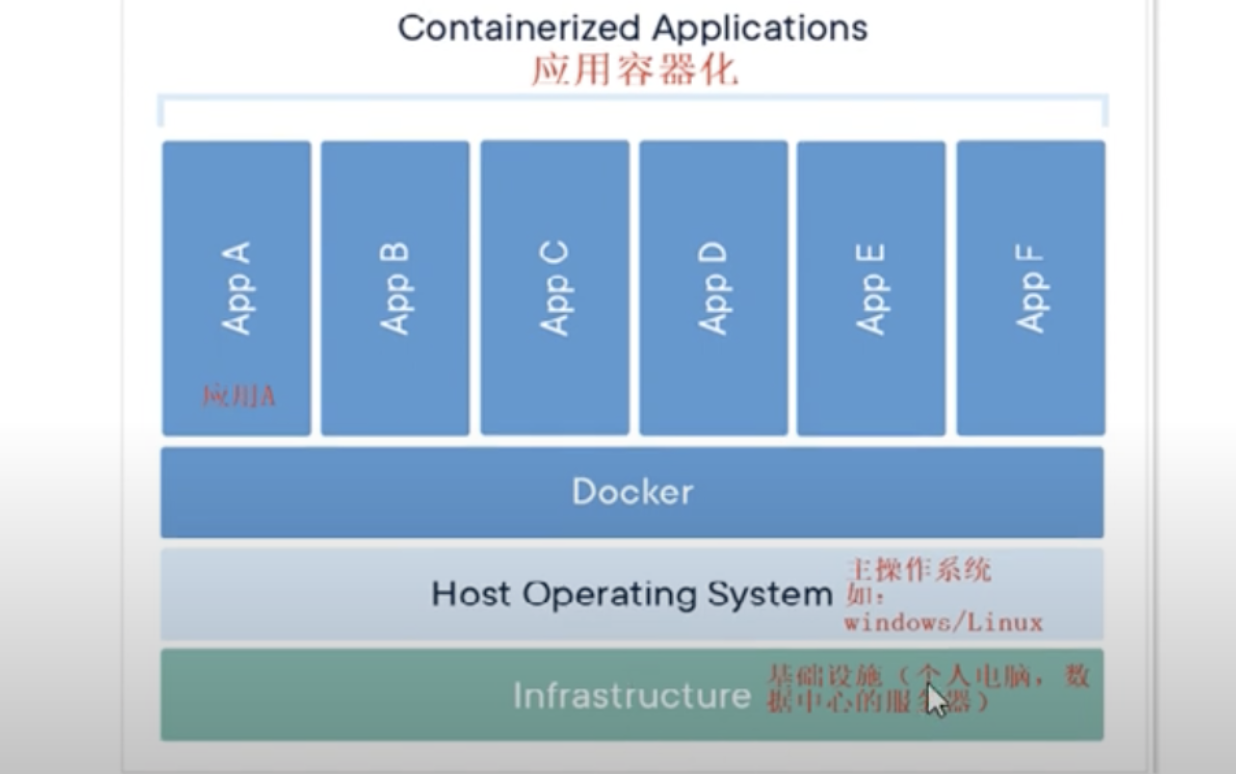 Containerized Applications
应用容器化
App A
App B
App C
App D
App E
App F
应用A
Docker
Host Operating System
主操作系统
如:
windows/Linux
Infrastructure
基础设施（个人电脑，数
据中心的服务器）